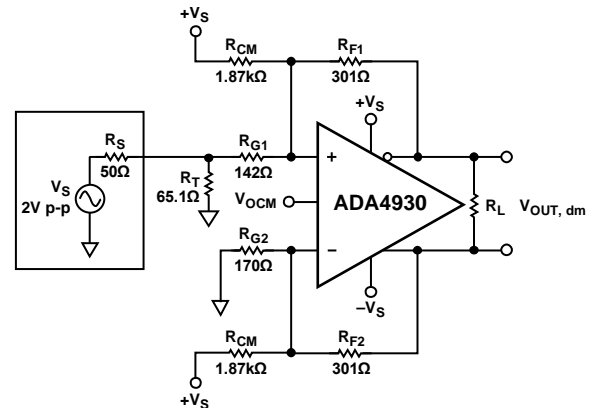 +VS
RCM
1.87kΩ
RF1
301Ω
+VS
RS
50Ω
VS
2V p-p
RT
65.1Ω
RG1
142Ω
+
VOCM
ADA4930
RL
VOUT, dm
RG2
170Ω
–
–VS
RCM
1.87kΩ
RF2
301Ω
+VS